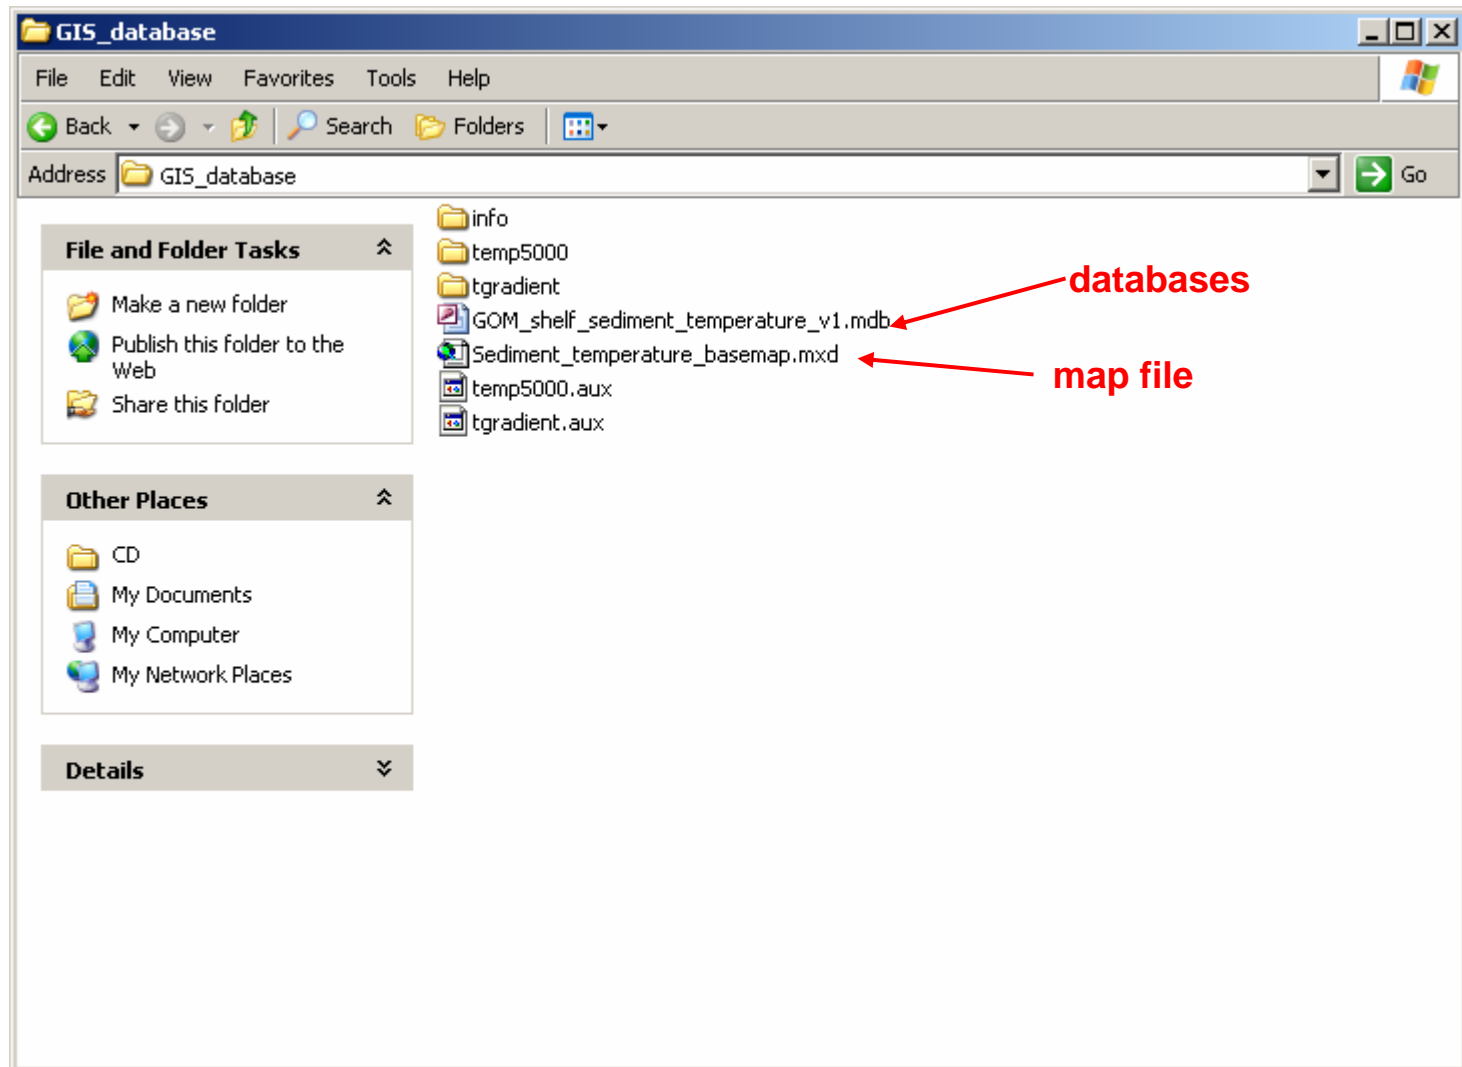 GIS_database
File Edit View Favorites Tools Help
Back Search Folders
Address GIS_database Go
File and Folder Tasks
Make a new folder
Publish this folder to the
Web
Share this folder
Other Places
CD
My Documents
My Computer
My Network Places
Details
info
temp5000
tgradient
GOM_shelf_sediment_temperature_v1.mdb
Sediment_temperature_basemap.mxd
temp5000.aux
tgradient.aux
databases
map file